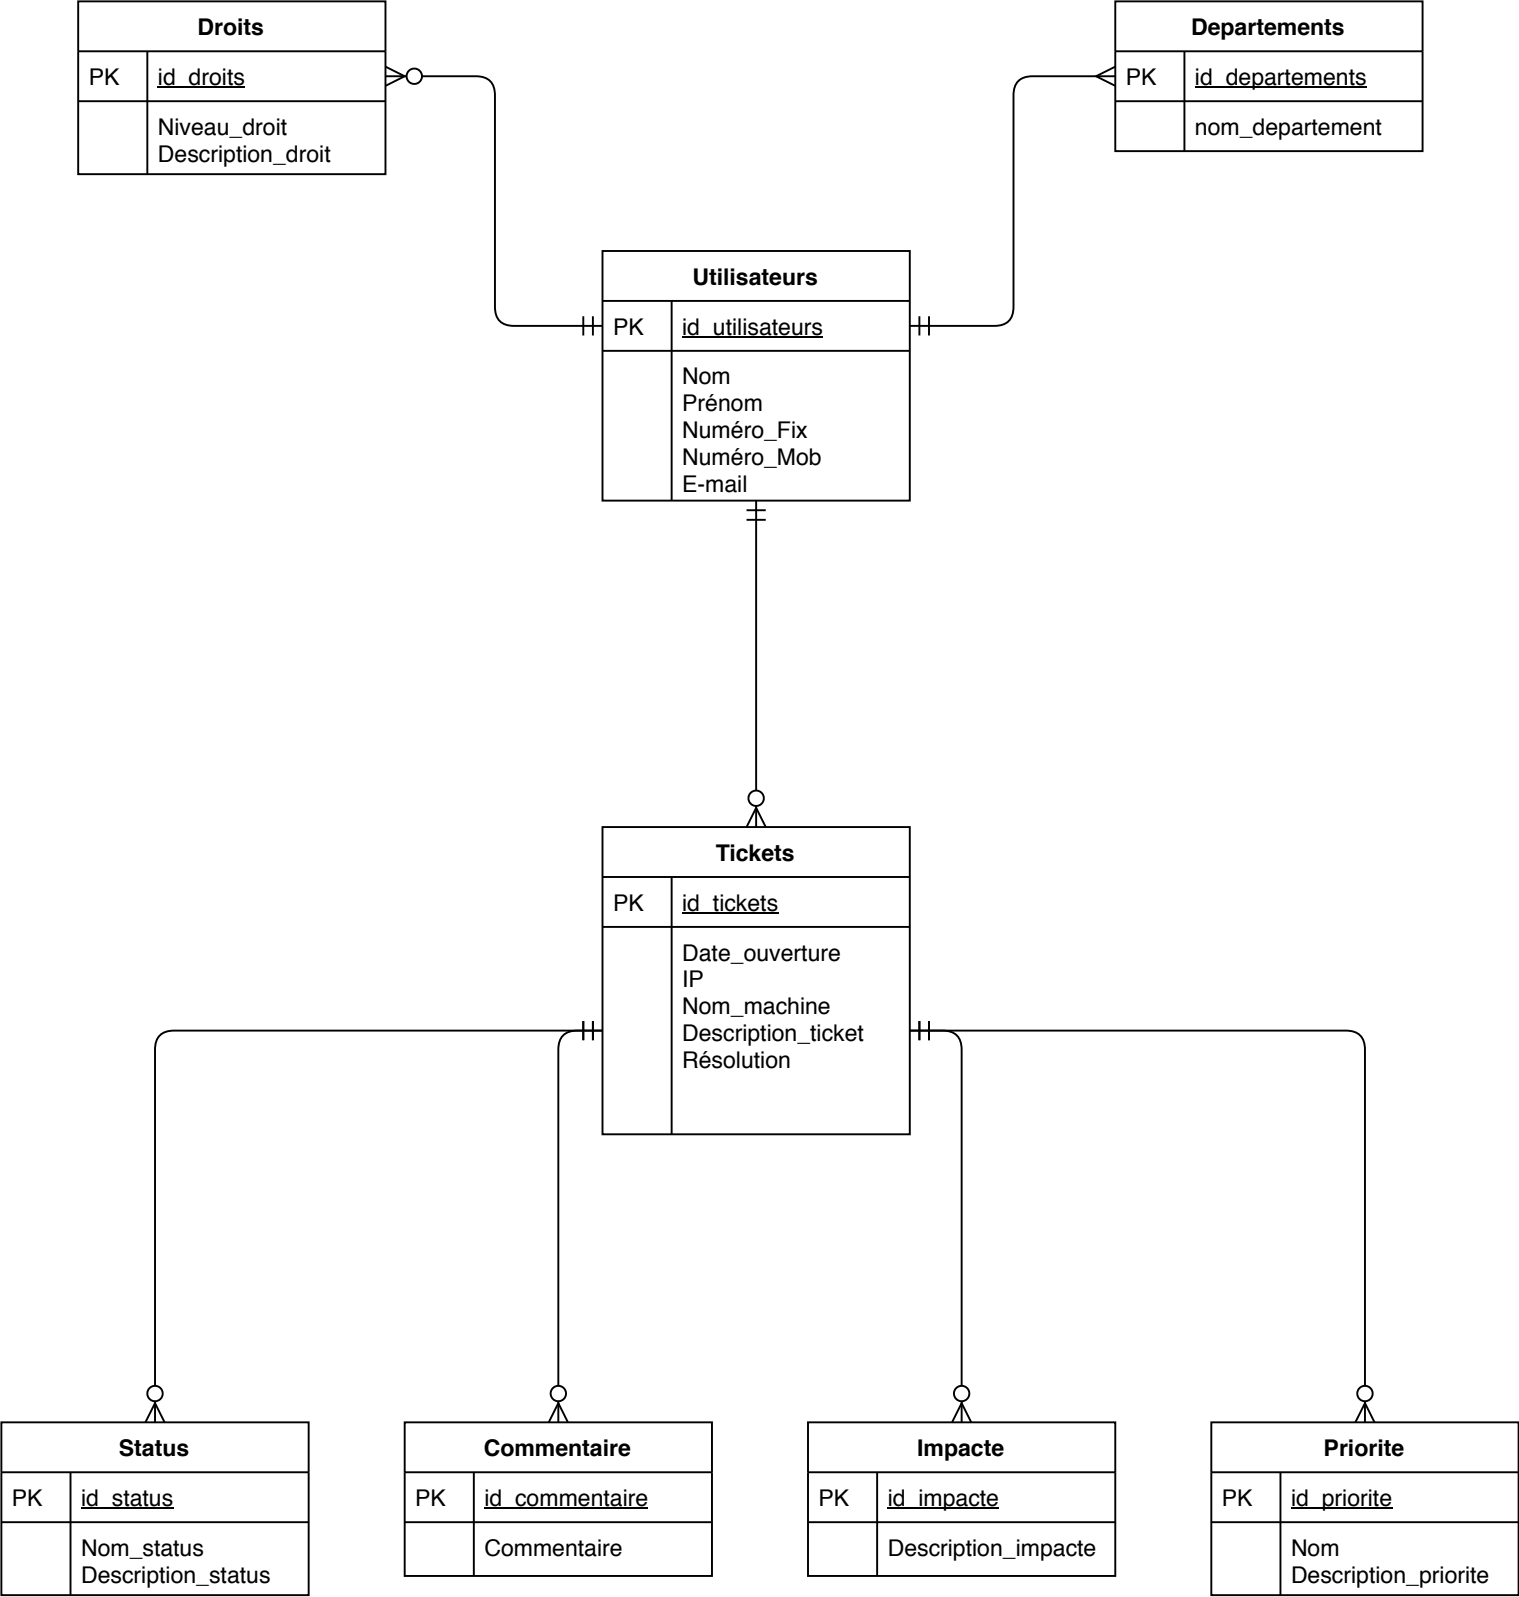 Droits
PK id_droits
Niveau_droit
Description_droit
Departements
PK id_departements
nom_departement
Utilisateurs
PK id_utilisateurs
Nom
Prénom
Numéro_Fix
Numéro_Mob
E-mail
Tickets
PK id_tickets
Date_ouverture
IP
Nom_machine
Description_ticket
Résolution
Status
PK id_status
Nom_status
Description_status
Commentaire
PK id_commentaire
Commentaire
Impacte
PK id_impacte
Description_impacte
Priorite
PK id_priorite
Nom
Description_priorite